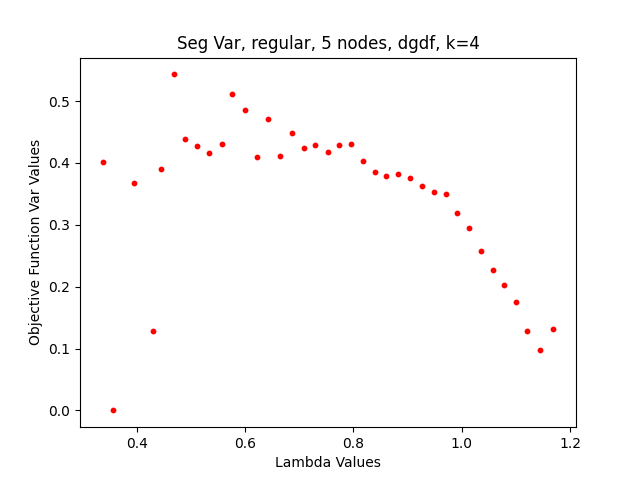 Seg Var, regular, 5 nodes, dgdf, k=4
Objective Function Var Values
0.5
0.4
0.3
0.2
0.1
0.0
0.4 0.6 0.8 1.0 1.2
Lambda Values